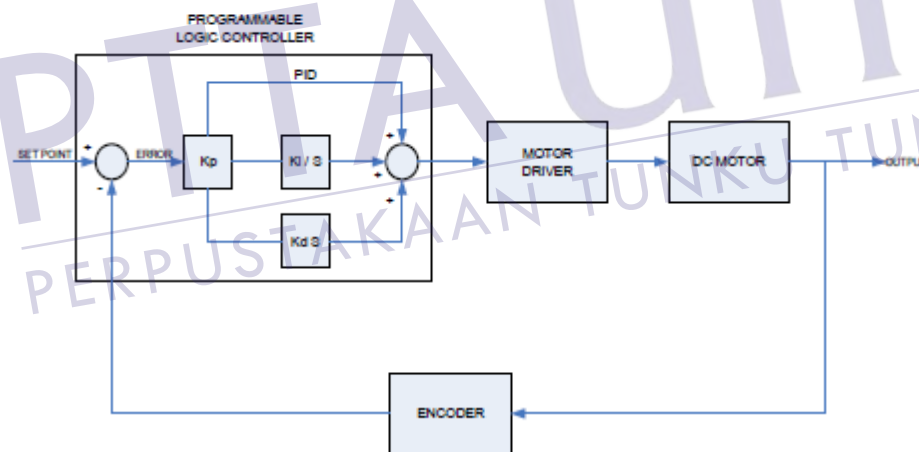 PROGRAMMABLE
LOGIC CONTROLLER
PID
SET POINT
+
-
ERROR
Kp
KI / S
Kd S
+
+
+
MOTOR
DRIVER
DC MOTOR
OUTPU
ENCODER
PTTAUTH
PERPUSTAKAAN TUNKU TUN